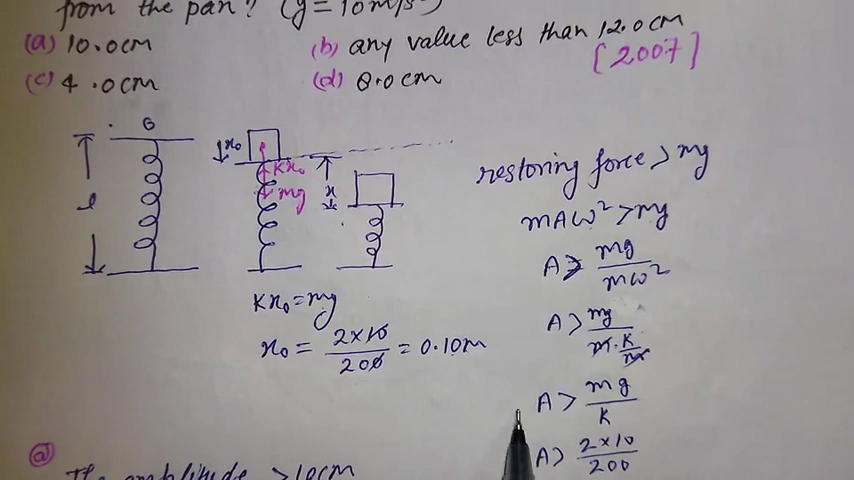 from the pan? (g=10m/s²)
(a) 10.0cm (b) any value less than 12.0cm
[2007]
(c) 4.0cm (d) 8.0cm
l
x₀
Kx₀
mg
x
restoring force > mg
mAω² > mg
A > mg/mω²
Kx₀ = mg
A > mg/m.K/m
x₀ = 2×10/200 = 0.10m
A > mg/K
A > 2×10/200
(a)
The amplitude >10cm